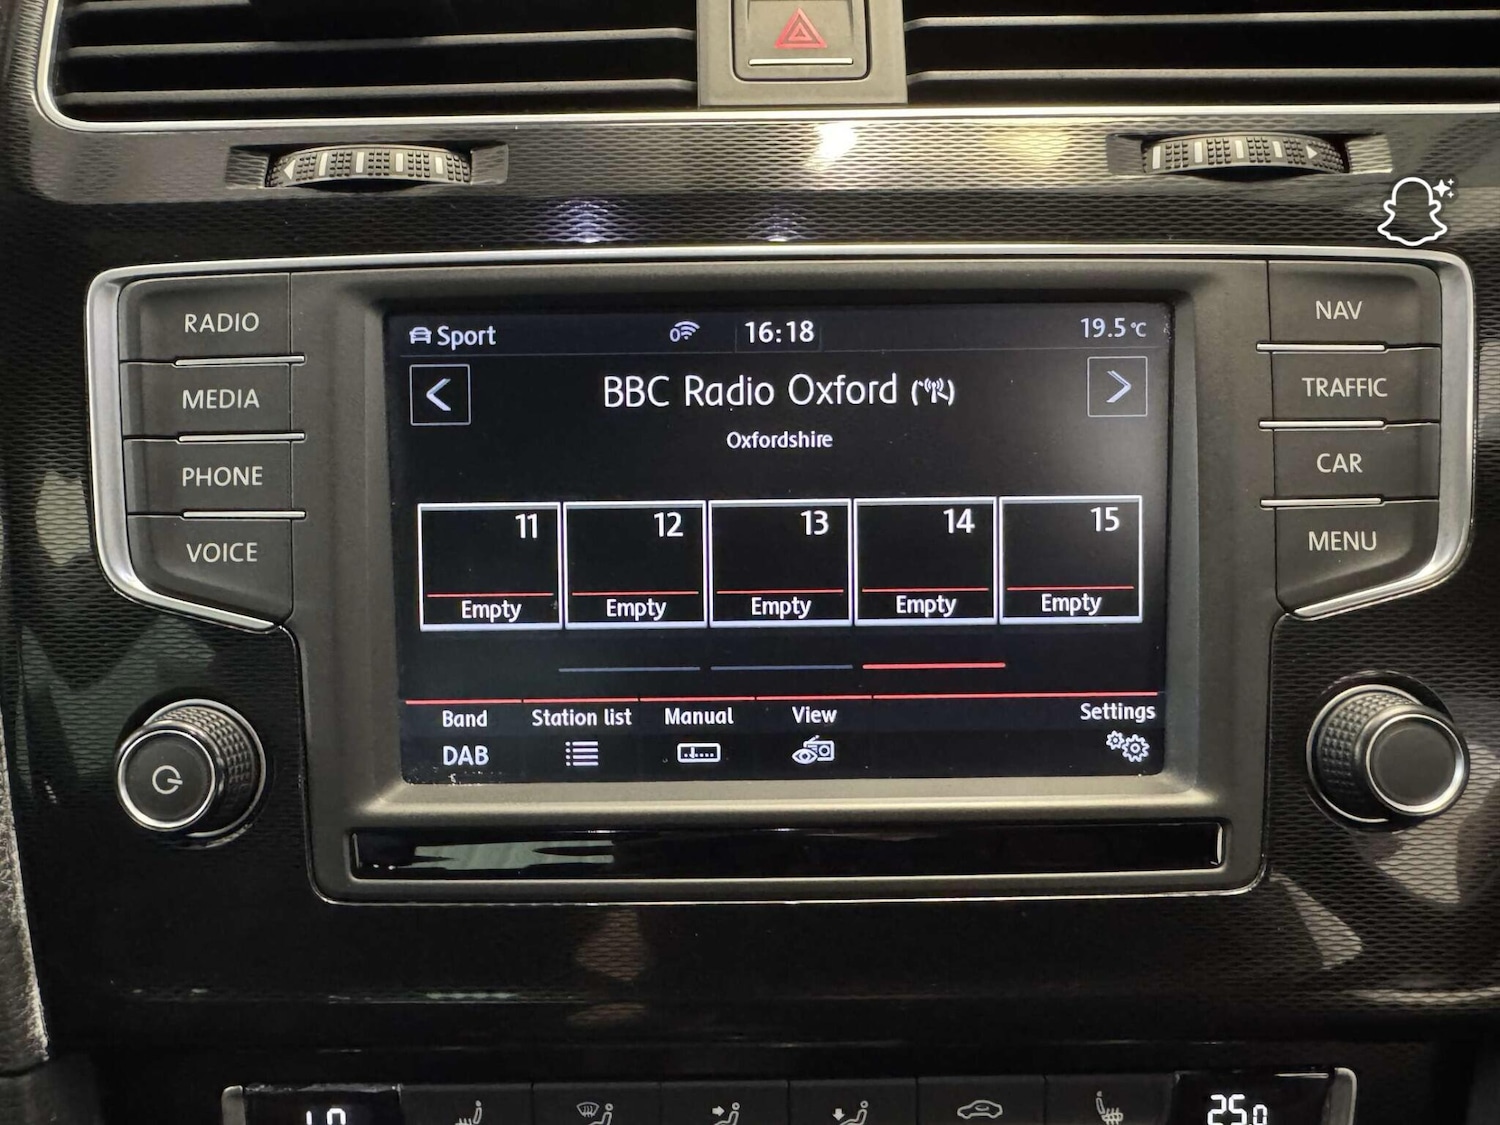 RADIO
MEDIA
PHONE
VOICE
Sport
16:18
19.5°C
BBC Radio Oxford
Oxfordshire
11
12
13
14
15
Empty
Empty
Empty
Empty
Empty
Band
Station list
Manual
View
Settings
DAB
NAV
TRAFFIC
CAR
MENU
LO
25.0